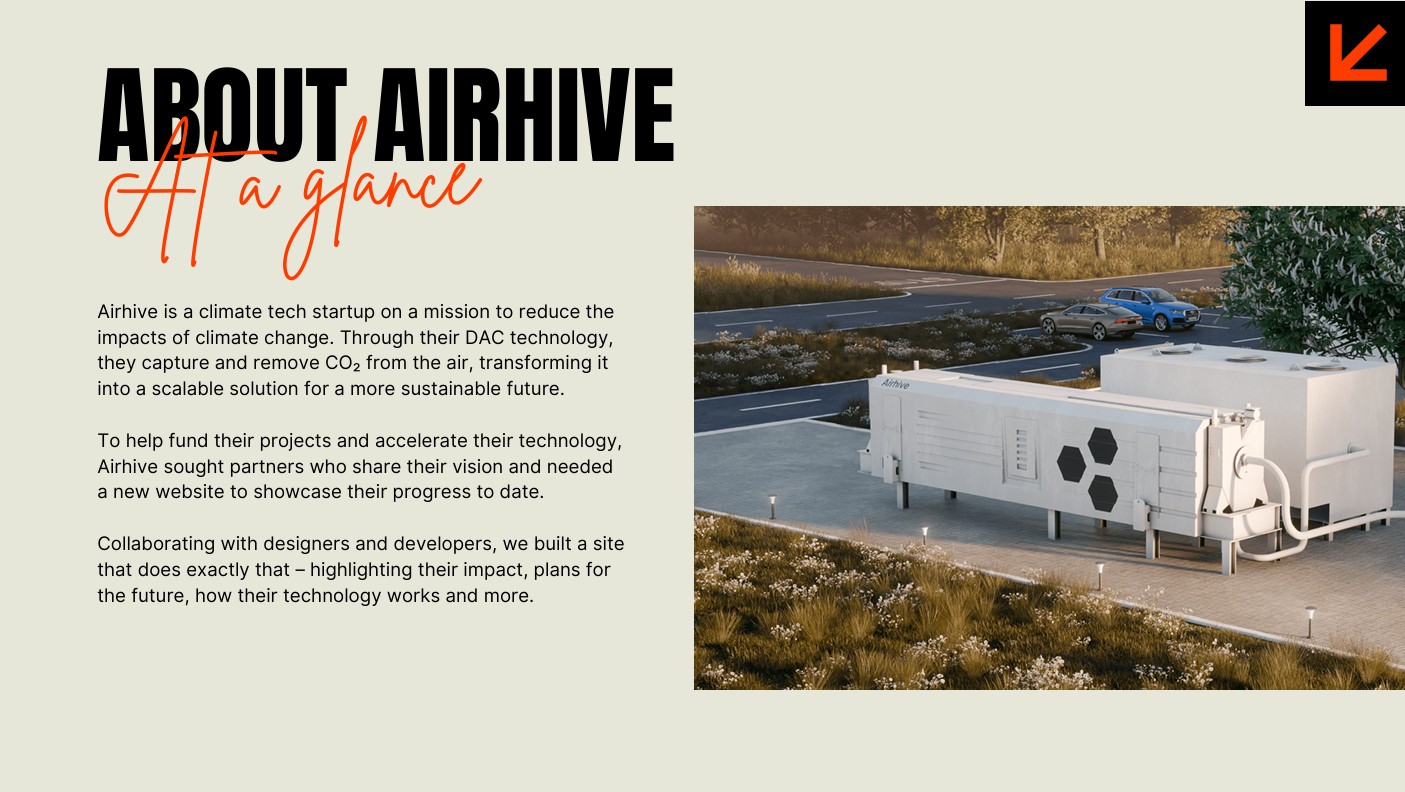 ABOUT AIRHIVE
At a glance
Airhive is a climate tech startup on a mission to reduce the
impacts of climate change. Through their DAC technology,
they capture and remove CO₂ from the air, transforming it
into a scalable solution for a more sustainable future.
To help fund their projects and accelerate their technology,
Airhive sought partners who share their vision and needed
a new website to showcase their progress to date.
Collaborating with designers and developers, we built a site
that does exactly that – highlighting their impact, plans for
the future, how their technology works and more.
Airhive